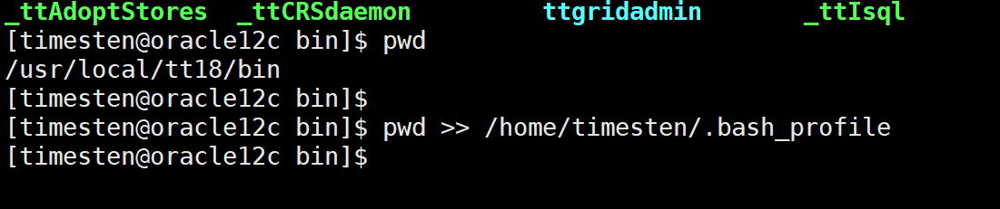 _ttAdoptStores _ttCRSdaemon ttgridadmin _ttIsql
[timesten@oracle12c bin]$ pwd
/usr/local/tt18/bin
[timesten@oracle12c bin]$
[timesten@oracle12c bin]$ pwd >> /home/timesten/.bash_profile
[timesten@oracle12c bin]$